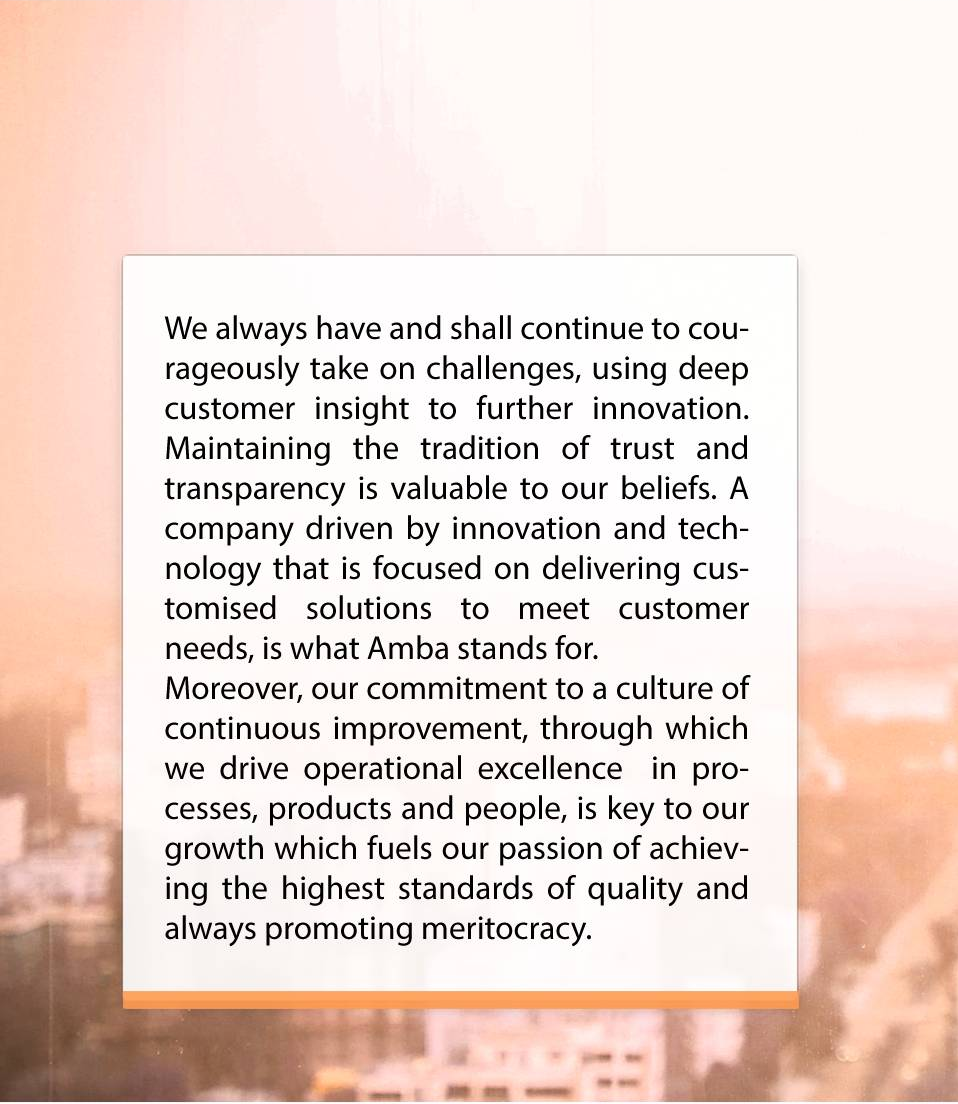 We always have and shall continue to cou-
rageously take on challenges, using deep
customer insight to further innovation.
Maintaining the tradition of trust and
transparency is valuable to our beliefs. A
company driven by innovation and tech-
nology that is focused on delivering cus-
tomised solutions to meet customer
needs, is what Amba stands for.
Moreover, our commitment to a culture of
continuous improvement, through which
we drive operational excellence  in pro-
cesses, products and people, is key to our
growth which fuels our passion of achiev-
ing the highest standards of quality and
always promoting meritocracy.